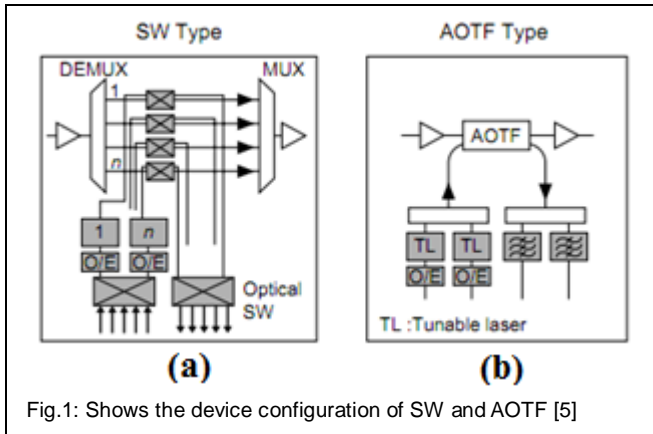 SW Type
AOTF Type
DEMUX
MUX
1
n
1
n
O/E
O/E
Optical
SW
AOTF
TL
TL
O/E
O/E
TL :Tunable laser
(a)
(b)
Fig.1: Shows the device configuration of SW and AOTF [5]